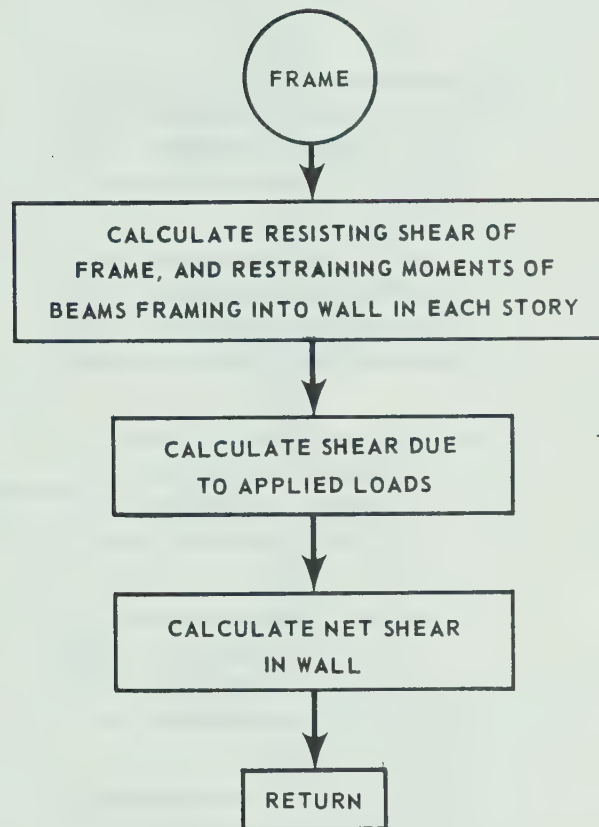 FRAME
CALCULATE RESISTING SHEAR OF
FRAME, AND RESTRAINING MOMENTS OF
BEAMS FRAMING INTO WALL IN EACH STORY
CALCULATE SHEAR DUE
TO APPLIED LOADS
CALCULATE NET SHEAR
IN WALL
RETURN